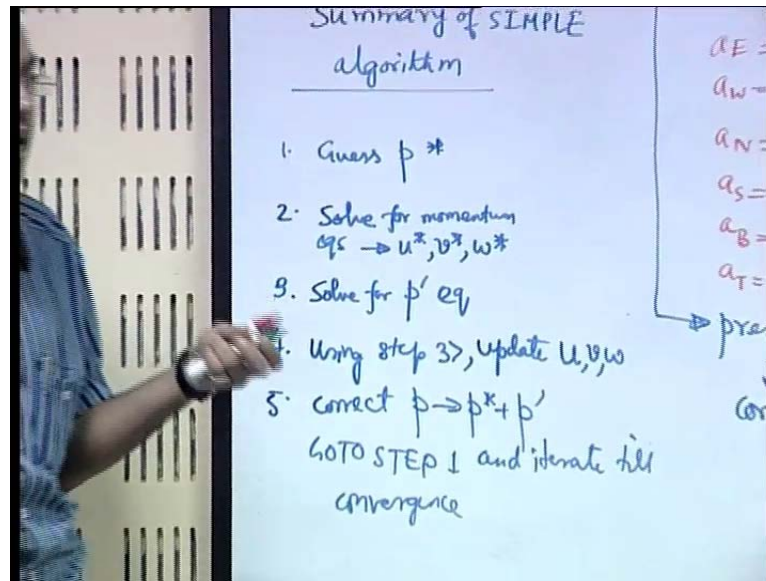 Summary of SIMPLE
algorithm
1. Guess p*
2. Solve for momentum
eqs → u*, v*, w*
3. Solve for p' eq
4. Using step 3>, update u, v, w
5. correct p → p* + p'
GOTO STEP 1 and iterate till
convergence
aE =
aW =
aN =
aS =
aB =
aT =
pre
cor